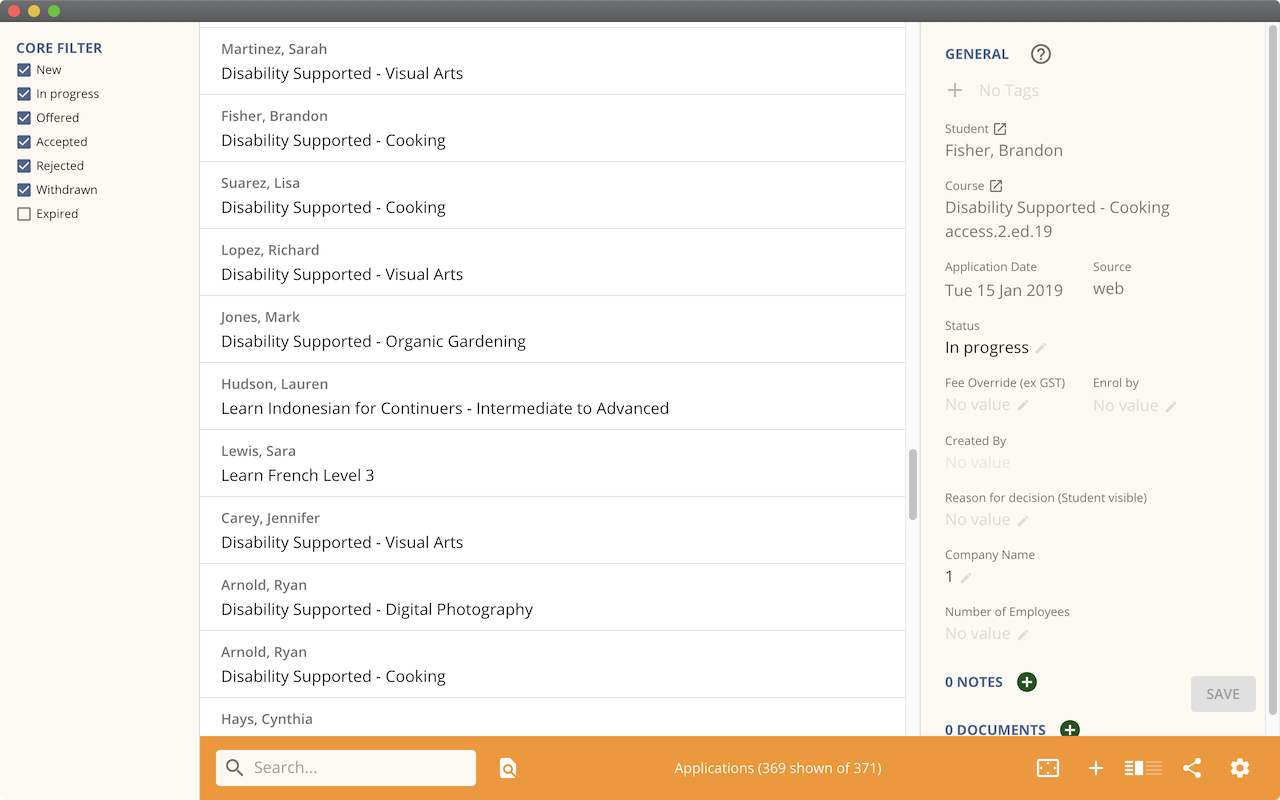 CORE FILTER
New
In progress
Offered
Accepted
Rejected
Withdrawn
Expired
Martinez, Sarah
Disability Supported - Visual Arts
Fisher, Brandon
Disability Supported - Cooking
Suarez, Lisa
Disability Supported - Cooking
Lopez, Richard
Disability Supported - Visual Arts
Jones, Mark
Disability Supported - Organic Gardening
Hudson, Lauren
Learn Indonesian for Continuers - Intermediate to Advanced
Lewis, Sara
Learn French Level 3
Carey, Jennifer
Disability Supported - Visual Arts
Arnold, Ryan
Disability Supported - Digital Photography
Arnold, Ryan
Disability Supported - Cooking
Hays, Cynthia
Search...
Applications (369 shown of 371)
GENERAL
No Tags
Student
Fisher, Brandon
Course
Disability Supported - Cooking
access.2.ed.19
Application Date Source
Tue 15 Jan 2019 web
Status
In progress
Fee Override (ex GST) Enrol by
No value No value
Created By
No value
Reason for decision (Student visible)
No value
Company Name
1
Number of Employees
No value
0 NOTES
SAVE
0 DOCUMENTS